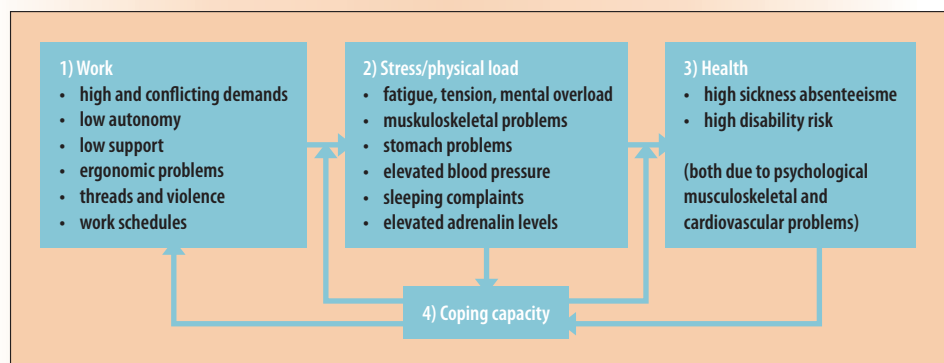 1) Work
• high and conflicting demands
• low autonomy
• low support
• ergonomic problems
• threads and violence
• work schedules
2) Stress/physical load
• fatigue, tension, mental overload
• muskuloskeletal problems
• stomach problems
• elevated blood pressure
• sleeping complaints
• elevated adrenalin levels
3) Health
• high sickness absenteeisme
• high disability risk
(both due to psychological
musculoskeletal and
cardiovascular problems)
4) Coping capacity